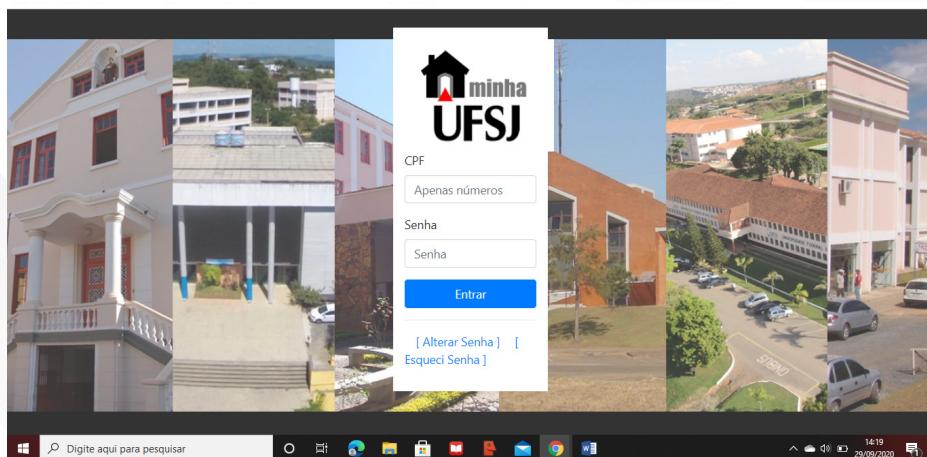 minha
UFSJ
CPF
Apenas números
Senha
Senha
Entrar
[ Alterar Senha ] [
Esqueci Senha ]
Digite aqui para pesquisar
14:19
29/09/2020